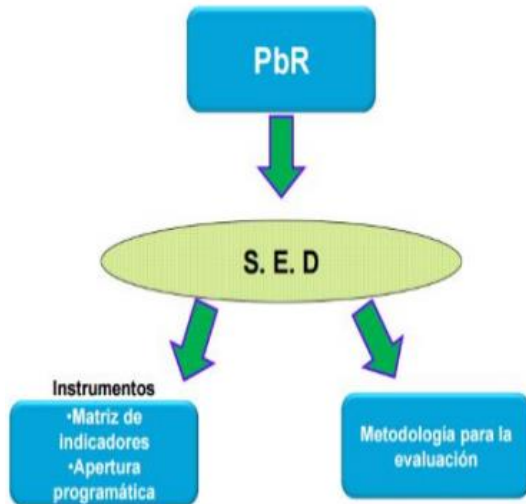 PbR
S. E. D
Instrumentos
•Matriz de
indicadores
•Apertura
programática
Metodología para la
evaluación